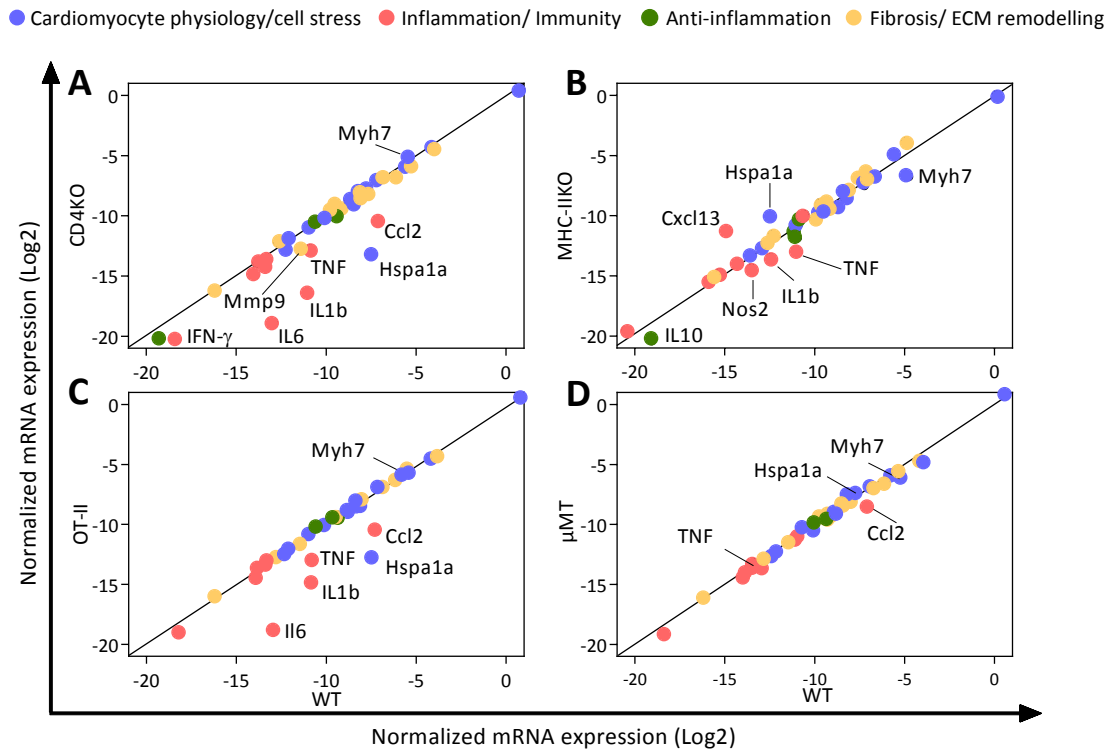 Cardiomyocyte physiology/cell stress Inflammation/ Immunity Anti-inflammation Fibrosis/ ECM remodelling
Normalized mRNA expression (Log2)
A
CD4KO
0
-5
-10
-15
-20
Myh7
Ccl2
Hspa1a
TNF
Mmp9
IL1b
IL6
IFN-γ
-20 -15 -10 -5 0
B
MHC-IIKO
0
-5
-10
-15
-20
Hspa1a
Myh7
Cxcl13
TNF
IL1b
Nos2
IL10
-20 -15 -10 -5 0
C
OT-II
0
-5
-10
-15
-20
Myh7
Ccl2
TNF
Hspa1a
IL1b
Il6
-20 -15 -10 -5 0
WT
D
µMT
0
-5
-10
-15
-20
Myh7
Hspa1a
Ccl2
TNF
-20 -15 -10 -5 0
WT
Normalized mRNA expression (Log2)